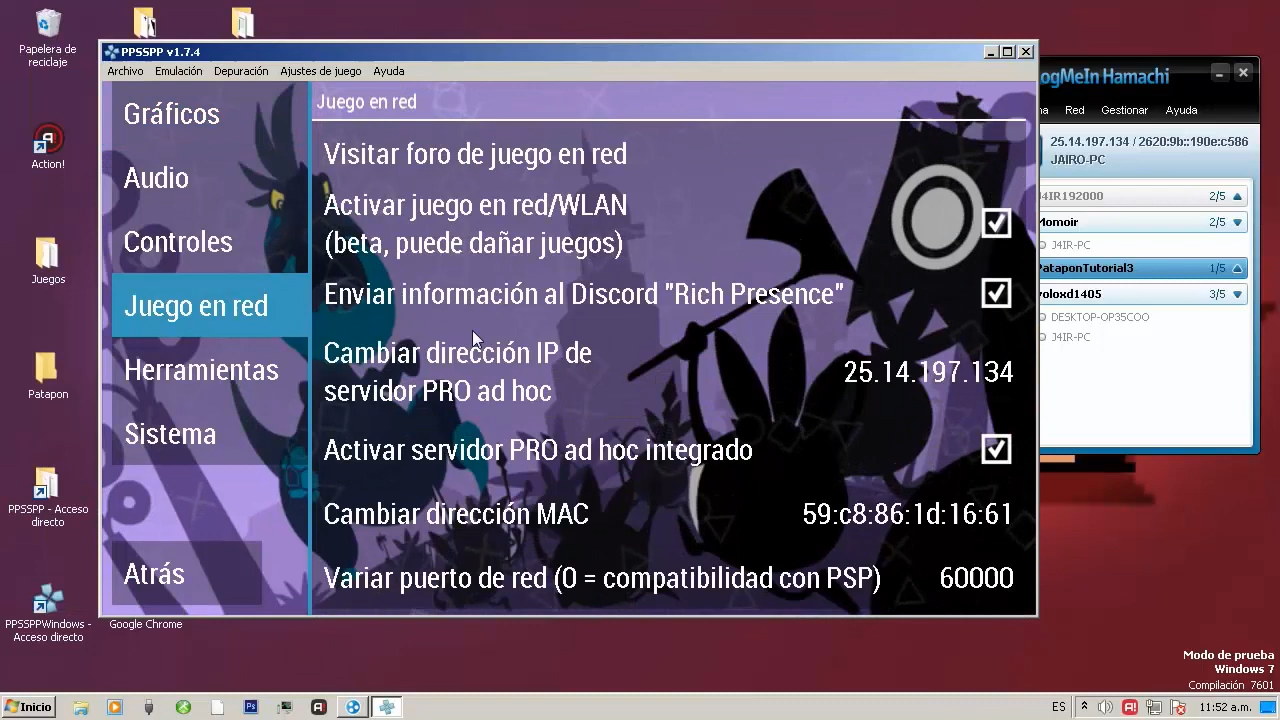 Papelera de
reciclaje
Action!
Juegos
Patapon
PPSSPP - Acceso
directo
PPSSPPWindows -
Acceso directo
Google Chrome
PPSSPP v1.7.4
Archivo Emulación Depuración Ajustes de juego Ayuda
Gráficos
Audio
Controles
Juego en red
Herramientas
Sistema
Atrás
Juego en red
Visitar foro de juego en red
Activar juego en red/WLAN
(beta, puede dañar juegos)
Enviar información al Discord "Rich Presence"
Cambiar dirección IP de
servidor PRO ad hoc
25.14.197.134
Activar servidor PRO ad hoc integrado
Cambiar dirección MAC 59:c8:86:1d:16:61
Variar puerto de red (0 = compatibilidad con PSP) 60000
ogMeIn Hamachi
ma Red Gestionar Ayuda
25.14.197.134 / 2620:9b::190e:c586
JAIRO-PC
J4IR192000 2/5
Momoir 2/5
J4IR-PC
PataponTutorial3 1/5
yoloxd1405 3/5
DESKTOP-OP35COO
J4IR-PC
Modo de prueba
Windows 7
Compilación 7601
Inicio
ES
11:52 a.m.